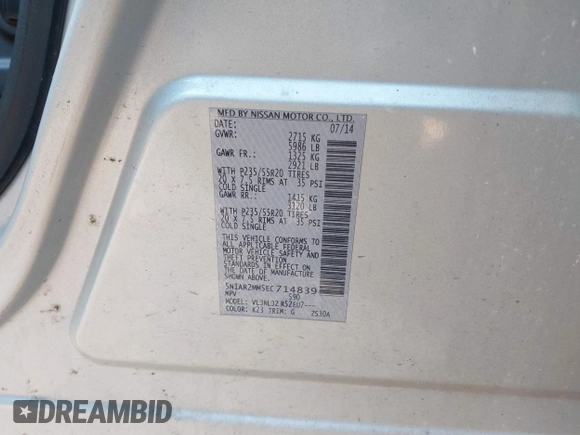 MFD BY NISSAN MOTOR CO., LTD.
DATE: 07/14
GVWR: 2715 KG
5986 LB
GAWR FR.: 1325 KG
2921 LB
WITH P235/55R20 TIRES
20 X 7.5 RIMS AT 35 PSI
COLD SINGLE
GAWR RR.: 1415 KG
3120 LB
WITH P235/55R20 TIRES
20 X 7.5 RIMS AT 35 PSI
COLD SINGLE
THIS VEHICLE CONFORMS TO
ALL APPLICABLE FEDERAL
MOTOR VEHICLE SAFETY AND
THEFT PREVENTION
STANDARDS IN EFFECT ON
THE DATE OF MANUFACTURE
SHOWN ABOVE.
5N1AR2MM5EC714839
MPV S90
MODEL:
COLOR: K23 TRIM: G 2S30A
DREAMBID